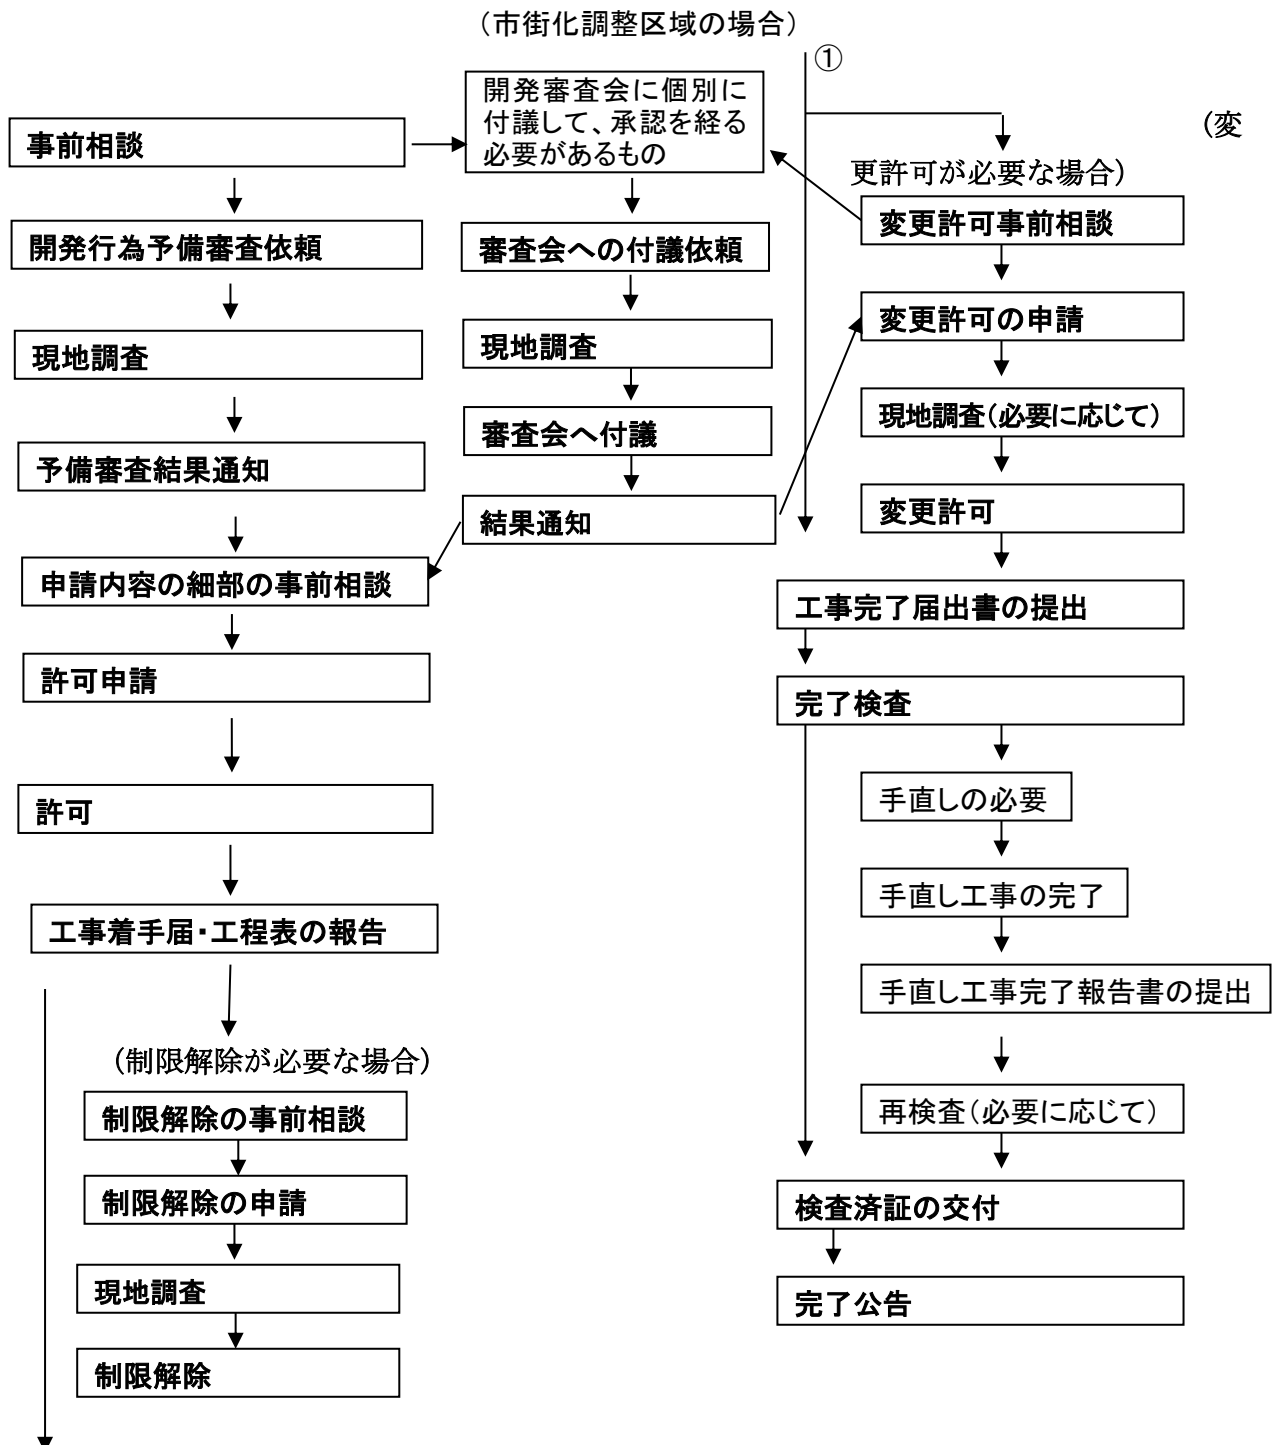 （市街化調整区域の場合）
①
開発審査会に個別に
付議して、承認を経る
必要があるもの
事前相談
開発行為予備審査依頼
現地調査
予備審査結果通知
申請内容の細部の事前相談
許可申請
許可
工事着手届・工程表の報告
（制限解除が必要な場合）
制限解除の事前相談
制限解除の申請
現地調査
制限解除
審査会への付議依頼
現地調査
審査会へ付議
結果通知
（変
更許可が必要な場合）
変更許可事前相談
変更許可の申請
現地調査（必要に応じて）
変更許可
工事完了届出書の提出
完了検査
手直しの必要
手直し工事の完了
手直し工事完了報告書の提出
再検査（必要に応じて）
検査済証の交付
完了公告